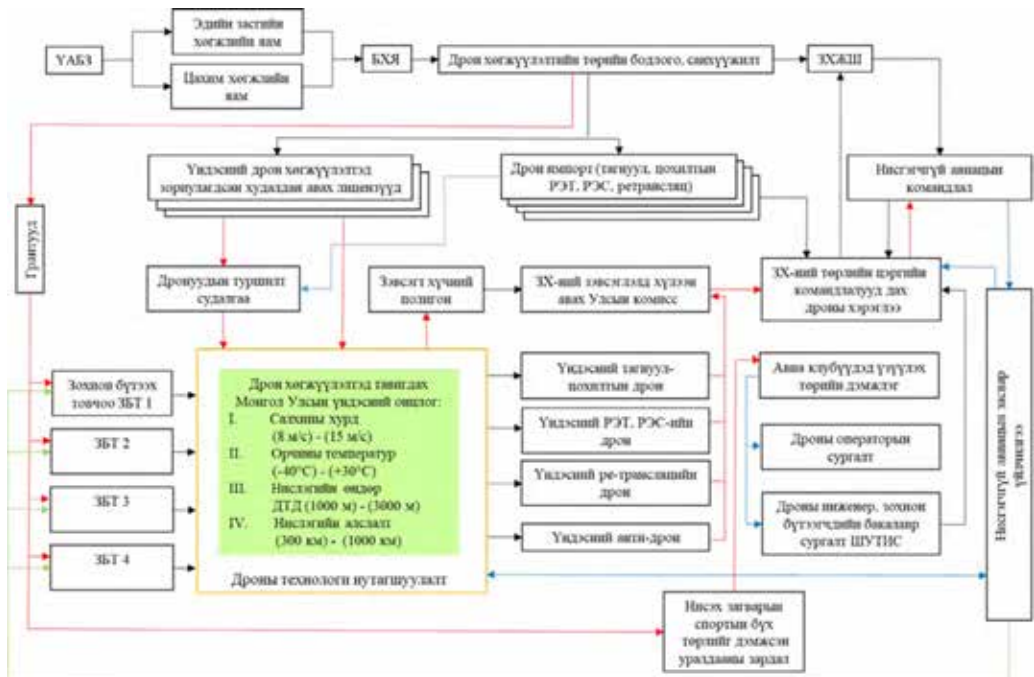 Эдийн засгийн
хөгжлийн яам
ҮАБЗ
Цахим хөгжлийн
яам
БХЯ
Дрон хөгжүүлэлтийн төрийн бодлого, санхүүжилт
ЗХЖШ
Үндэсний дрон хөгжүүлэлтэд
зориулагдсан худалдан авах лицензүүд
Дрон импорт (тагнуул, цохилтын
РЭТ, РЭС, ретрансляц)
Нисгэгчгүй авиацын
командлал
Грантууд
Дронуудын туршилт
судалгаа
Зэвсэгт хүчний
полигон
ЗХ-ний зэвсэглэлд хүлээн
авах Улсын комисс
ЗХ-ний төрлийн цэргийн
командлалууд дах
дроны хэрэглээ
Зохион бүтээх
товчоо ЗБТ 1
ЗБТ 2
ЗБТ 3
ЗБТ 4
Дрон хөгжүүлэлтэд тавигдах
Монгол Улсын үндэсний онцлог:
I. Салхины хурд
(8 м/с) - (15 м/с)
II. Орчины температур
(-40°C) - (+30°C)
III. Нислэгийн өндөр
ДТД (1000 м) - (3000 м)
IV. Нислэгийн алслалт
(300 км) - (1000 км)
Дроны технологи нутагшуулалт
Үндэсний тагнуул-
цохилтын дрон
Үндэсний РЭТ, РЭС-ийн
дрон
Үндэсний ре-трансляцийн
дрон
Үндэсний анти-дрон
Авиа клубүүдэд үзүүлэх
төрийн дэмжлэг
Дроны операторын
сургалт
Дроны инженер, зохион
бүтээгчдийн бакалавр
сургалт ШУТИС
Нисэх загварын
спортын бүх
төрлийг дэмжсэн
уралдааны зардал
Нисгэгчгүй авиацын засвар
үйлчилгээ